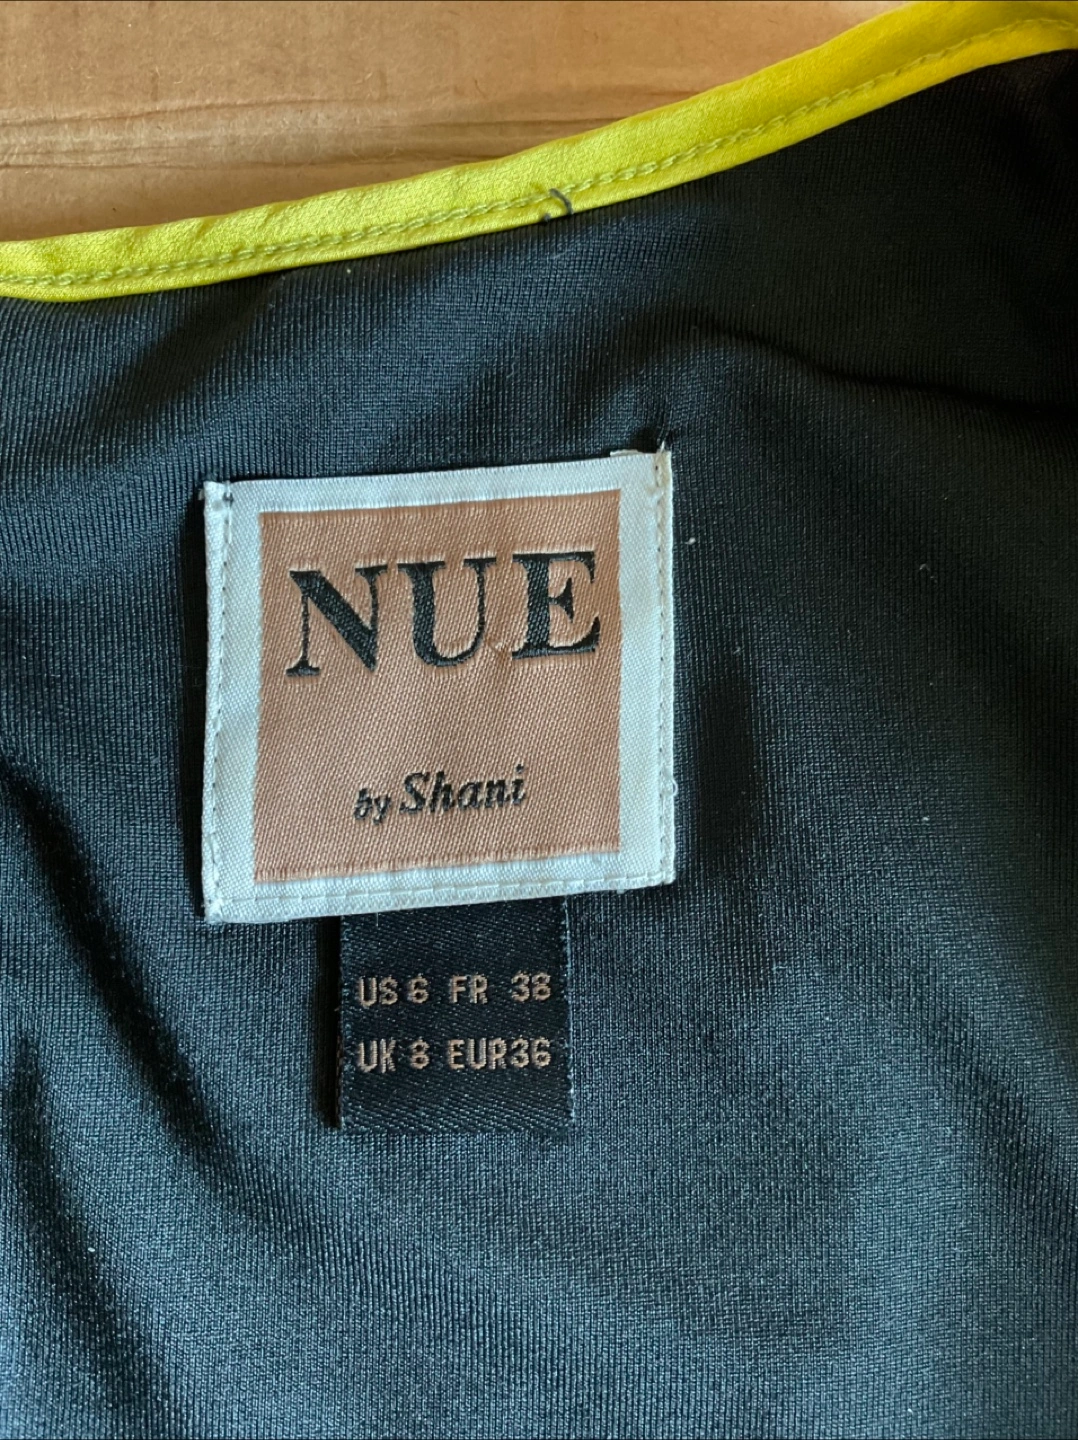 NUE
by Shani
US 6 FR 38
UK 8 EUR36